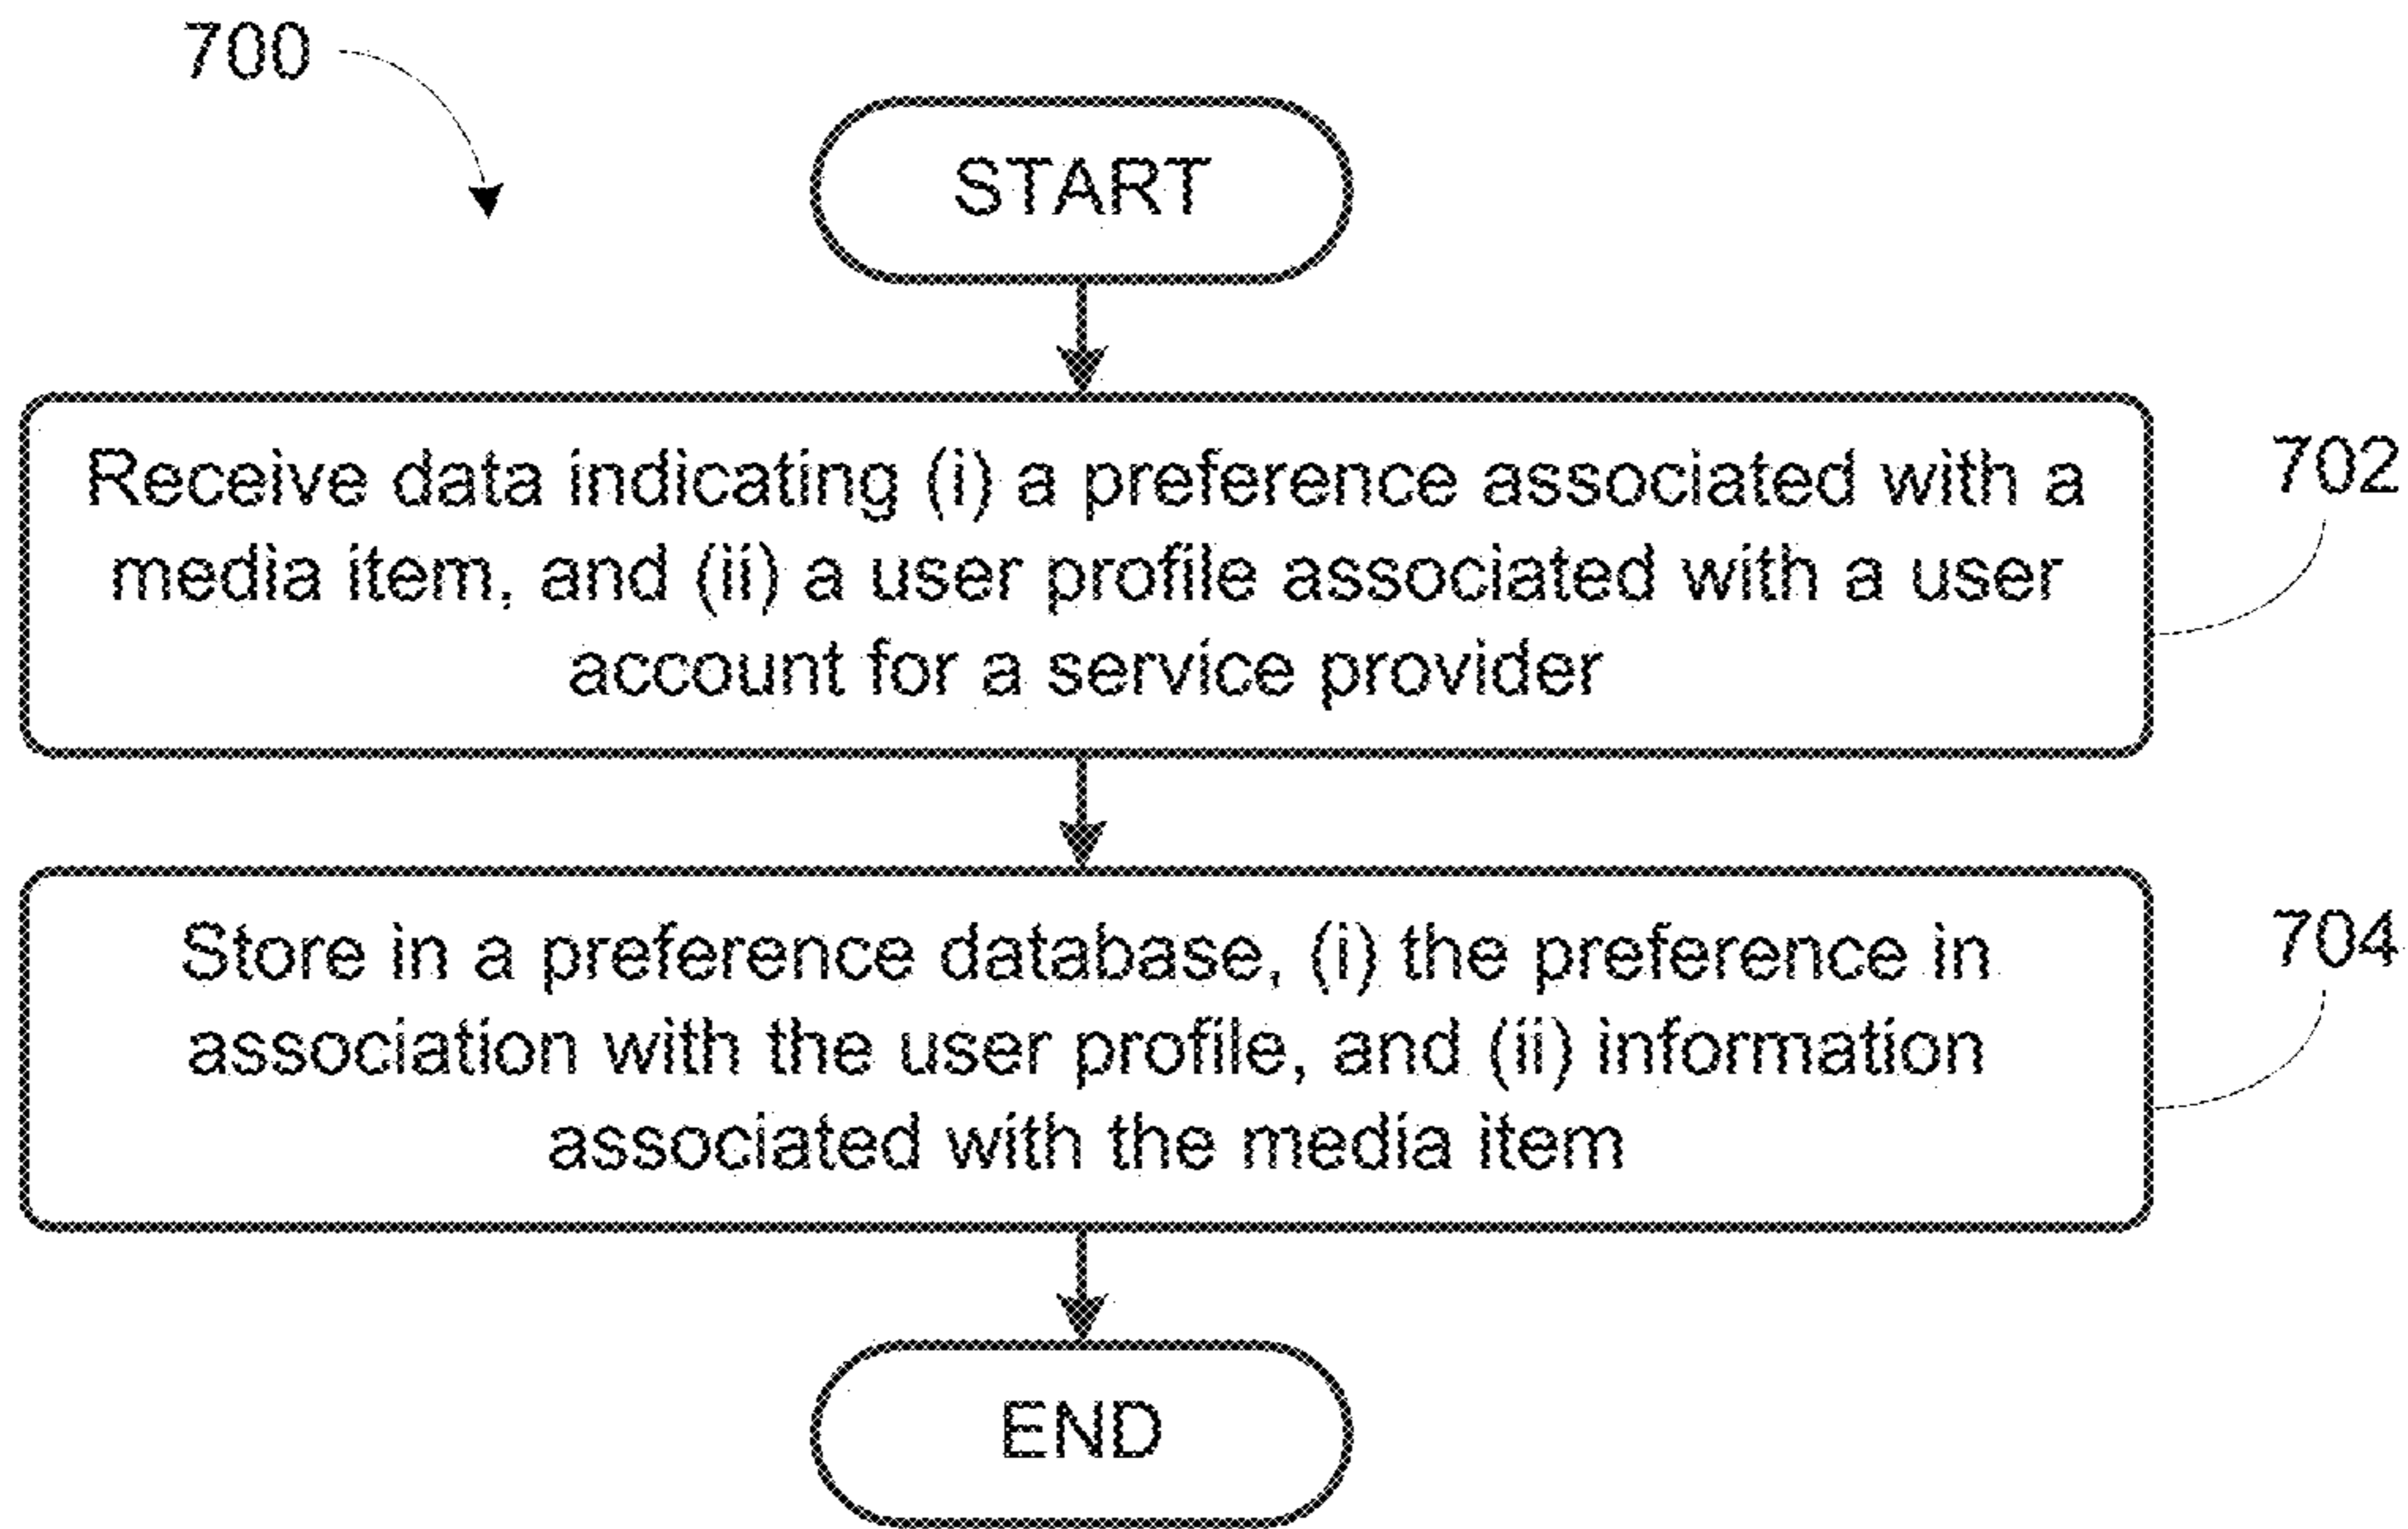 700
START
Receive data indicating (i) a preference associated with a
media item, and (ii) a user profile associated with a user
account for a service provider
702
Store in a preference database, (i) the preference in
association with the user profile, and (ii) information
associated with the media item
704
END